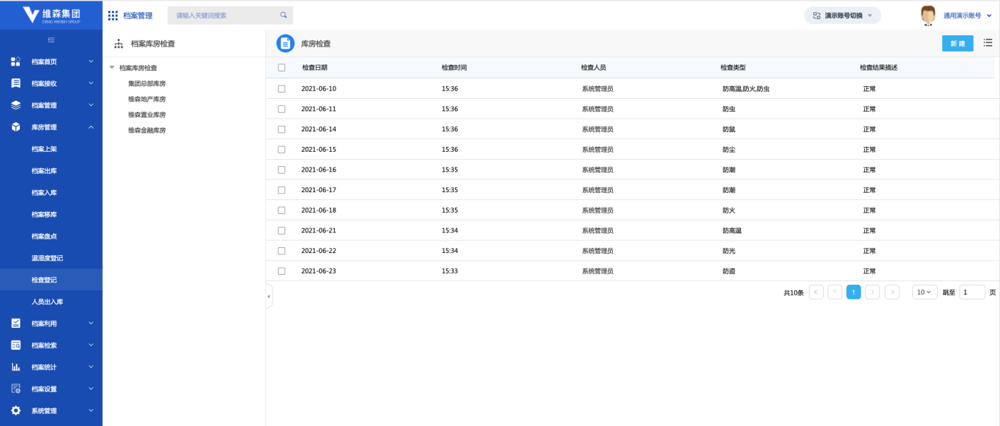 维森集团
DEMO WEISEN GROUP
档案管理
请输入关键词搜索
演示账号切换
通用演示账号
档案首页
档案接收
档案管理
库房管理
档案上架
档案出库
档案入库
档案移库
档案盘点
温湿度登记
检查登记
人员出入库
档案利用
档案检索
档案统计
档案设置
系统管理
档案库房检查
档案库房检查
集团总部库房
维森地产库房
维森置业库房
维森金融库房
库房检查
新建
检查日期 检查时间 检查人员 检查类型 检查结果描述
2021-06-10 15:36 系统管理员 防高温,防火,防虫 正常
2021-06-11 15:36 系统管理员 防虫 正常
2021-06-14 15:36 系统管理员 防鼠 正常
2021-06-15 15:36 系统管理员 防尘 正常
2021-06-16 15:35 系统管理员 防潮 正常
2021-06-17 15:35 系统管理员 防潮 正常
2021-06-18 15:35 系统管理员 防火 正常
2021-06-21 15:34 系统管理员 防高温 正常
2021-06-22 15:34 系统管理员 防光 正常
2021-06-23 15:33 系统管理员 防盗 正常
共10条 1 10 跳至 1 页